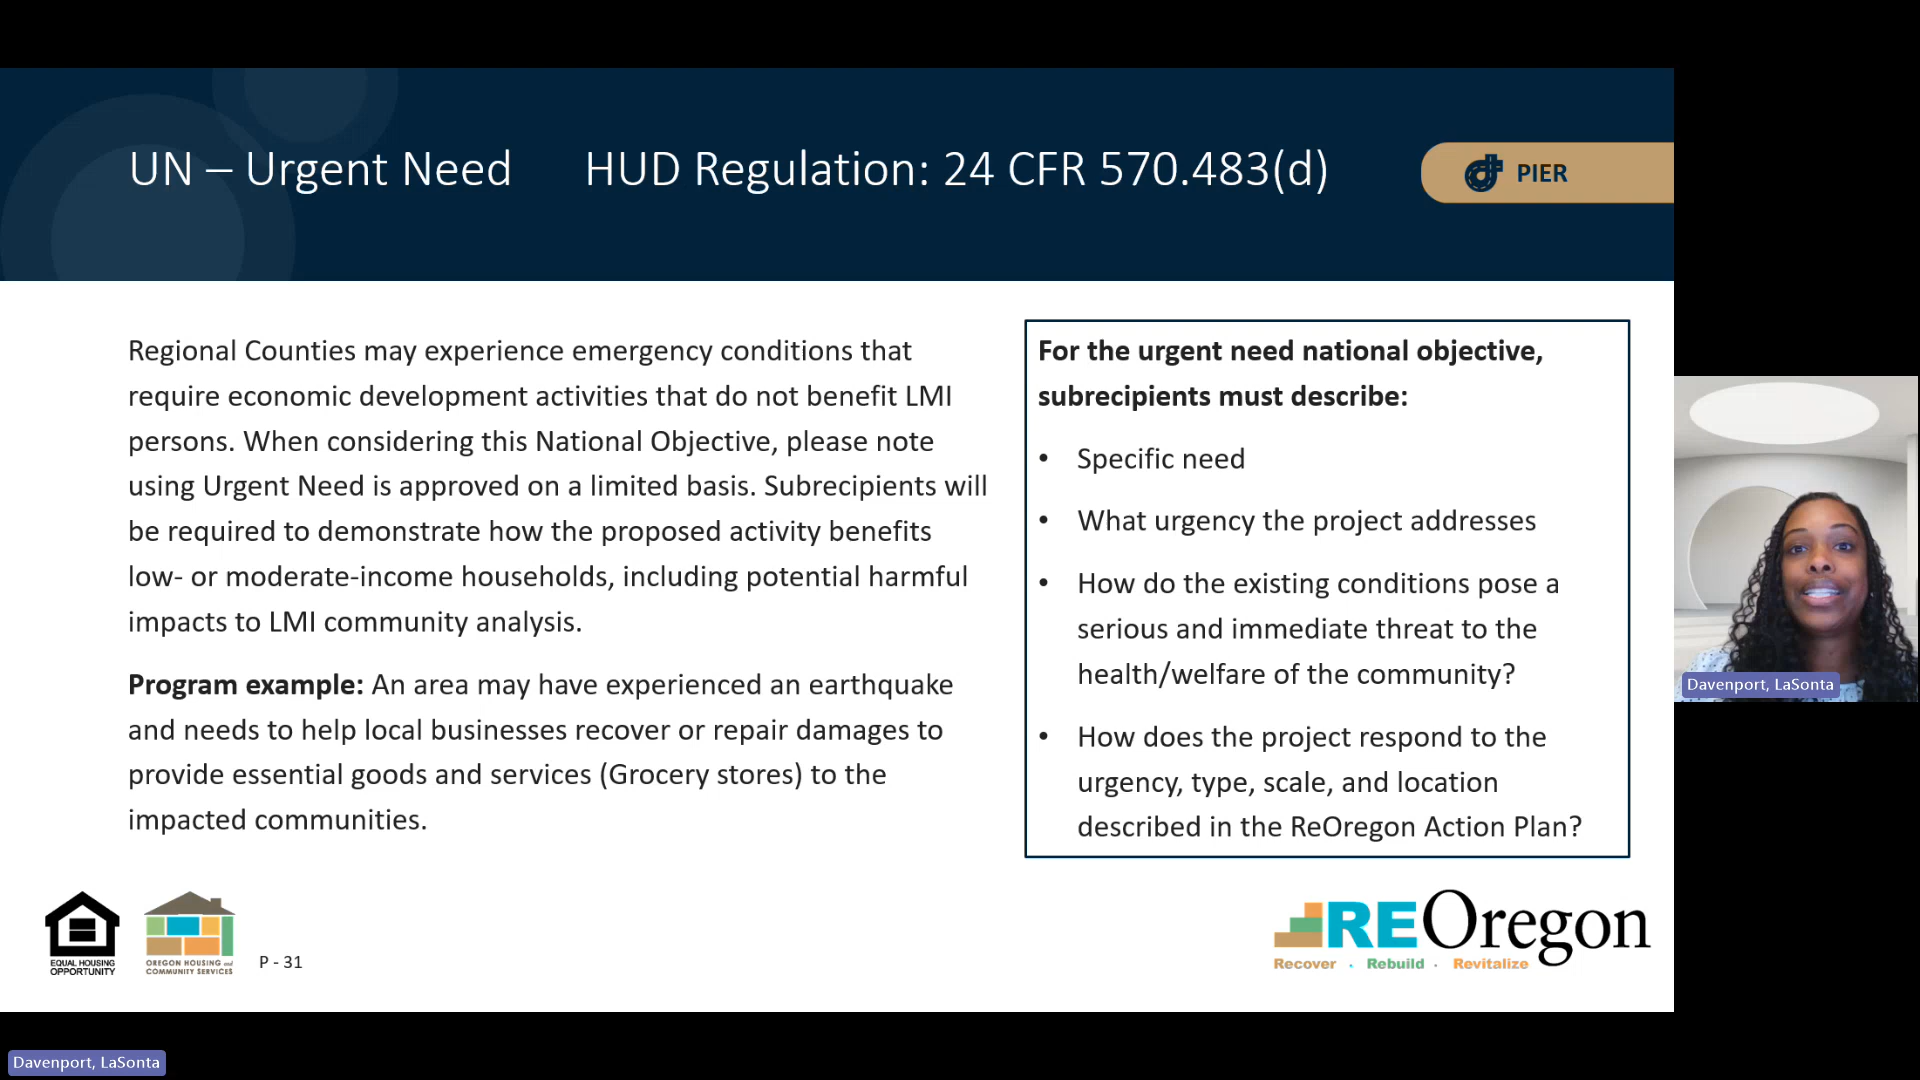 UN – Urgent Need HUD Regulation: 24 CFR 570.483(d)
PIER
Regional Counties may experience emergency conditions that
require economic development activities that do not benefit LMI
persons. When considering this National Objective, please note
using Urgent Need is approved on a limited basis. Subrecipients will
be required to demonstrate how the proposed activity benefits
low- or moderate-income households, including potential harmful
impacts to LMI community analysis.
Program example: An area may have experienced an earthquake
and needs to help local businesses recover or repair damages to
provide essential goods and services (Grocery stores) to the
impacted communities.
For the urgent need national objective,
subrecipients must describe:
• Specific need
• What urgency the project addresses
• How do the existing conditions pose a
serious and immediate threat to the
health/welfare of the community?
• How does the project respond to the
urgency, type, scale, and location
described in the ReOregon Action Plan?
EQUAL HOUSING
OPPORTUNITY
OREGON HOUSING and
COMMUNITY SERVICES
P - 31
REOregon
Recover . Rebuild . Revitalize
Davenport, LaSonta
Davenport, LaSonta